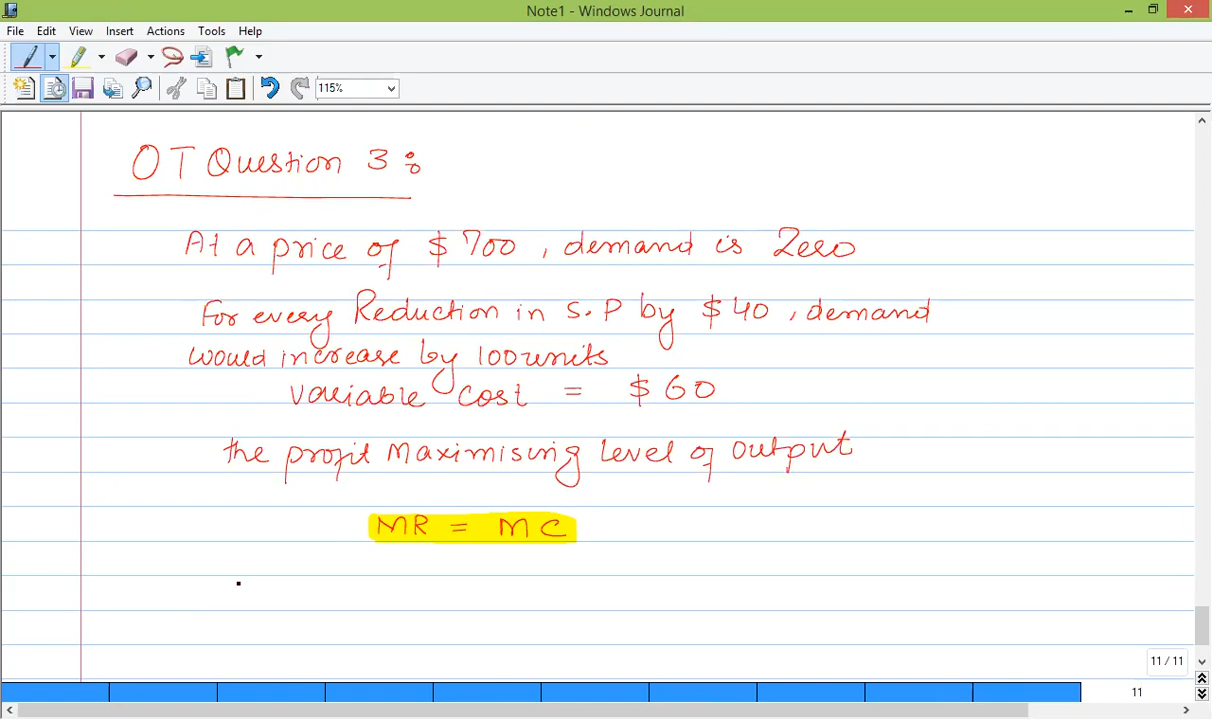 Note1 - Windows Journal
File Edit View Insert Actions Tools Help
115%
OT Question 3:
At a price of $700, demand is Zero
For every Reduction in S.P by $40, demand
would increase by 100 units
variable cost = $60
the profit Maximising level of output
MR = MC
11 / 11
11